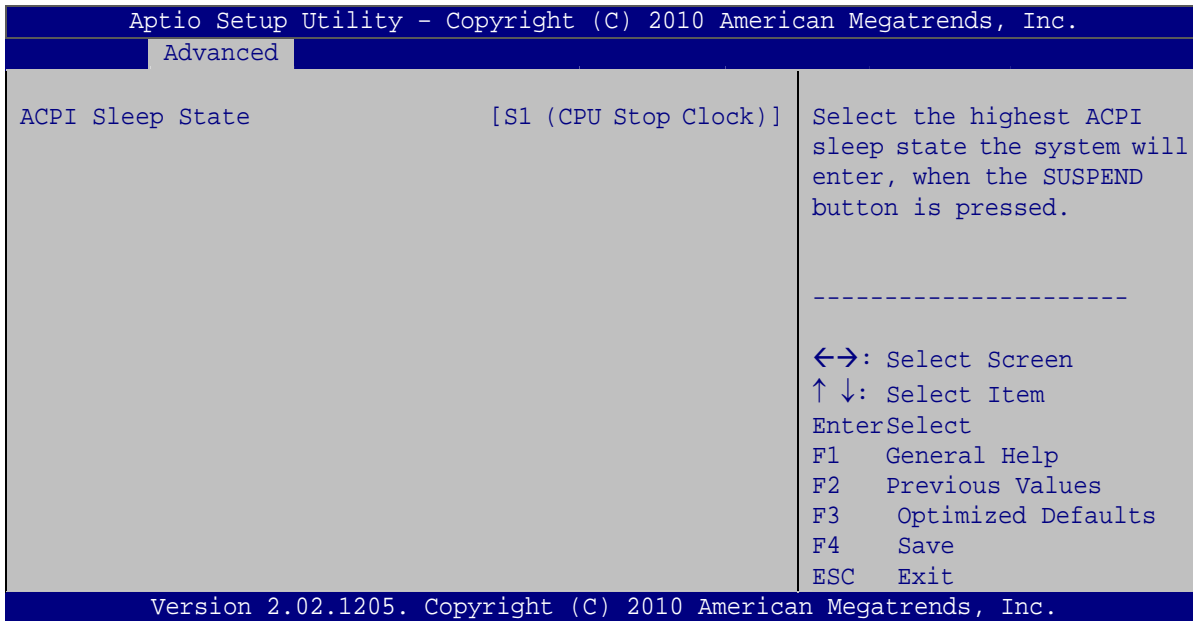 Aptio Setup Utility – Copyright (C) 2010 American Megatrends, Inc.
Advanced
ACPI Sleep State [S1 (CPU Stop Clock)]
Select the highest ACPI
sleep state the system will
enter, when the SUSPEND
button is pressed.
----------------------
←→: Select Screen
↑ ↓: Select Item
EnterSelect
F1 General Help
F2 Previous Values
F3 Optimized Defaults
F4 Save
ESC Exit
Version 2.02.1205. Copyright (C) 2010 American Megatrends, Inc.